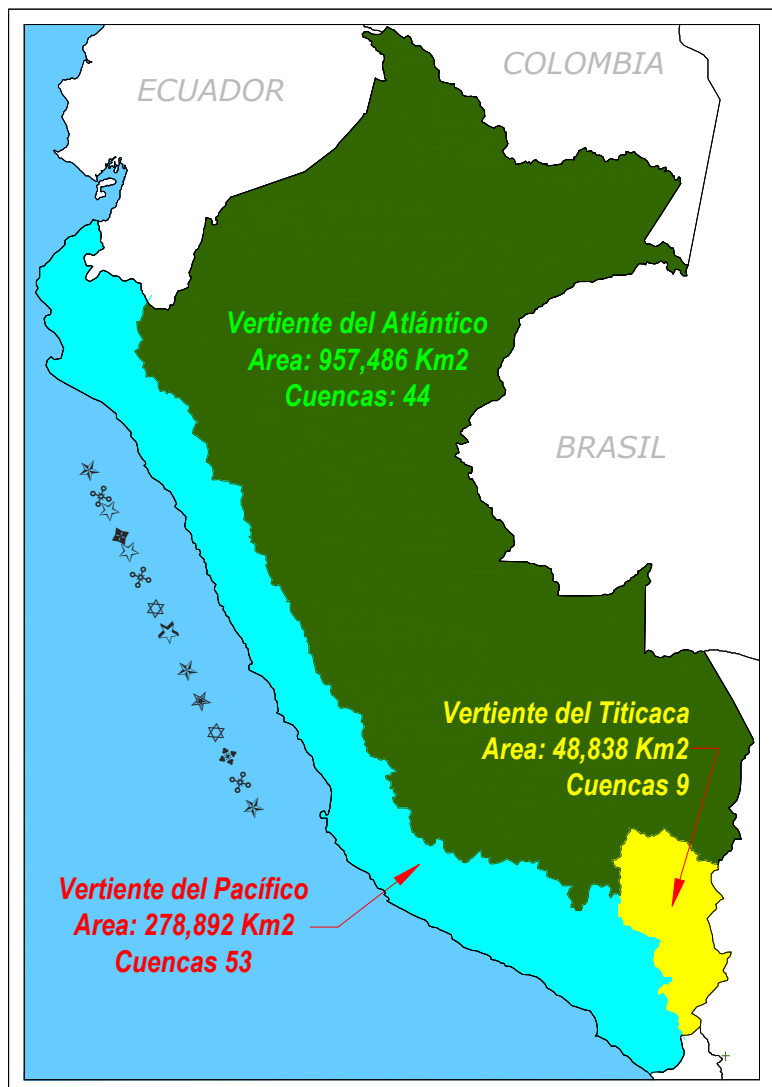 ECUADOR
COLOMBIA
Vertiente del Atlántico
Area: 957,486 Km2
Cuencas: 44
BRASIL
Vertiente del Titicaca
Area: 48,838 Km2
Cuencas 9
Vertiente del Pacífico
Area: 278,892 Km2
Cuencas 53